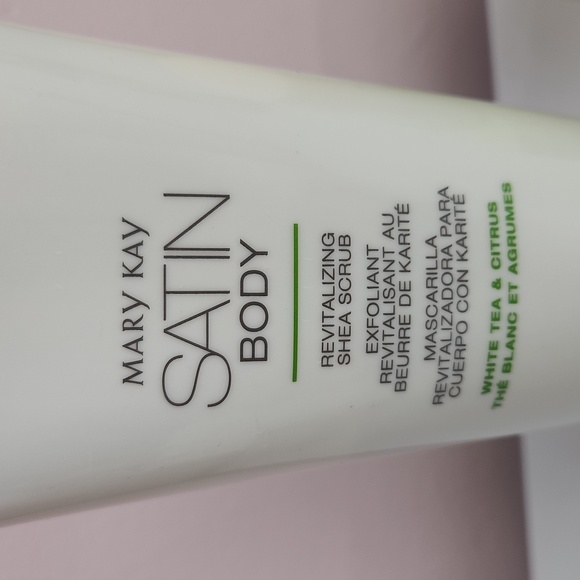 MARY KAY
SATIN
BODY
REVITALIZING
SHEA SCRUB
EXFOLIANT
REVITALISANT AU
BEURRE DE KARITÉ
MASCARILLA
REVITALIZADORA PARA
CUERPO CON KARITÉ
WHITE TEA & CITRUS
THÉ BLANC ET AGRUMES